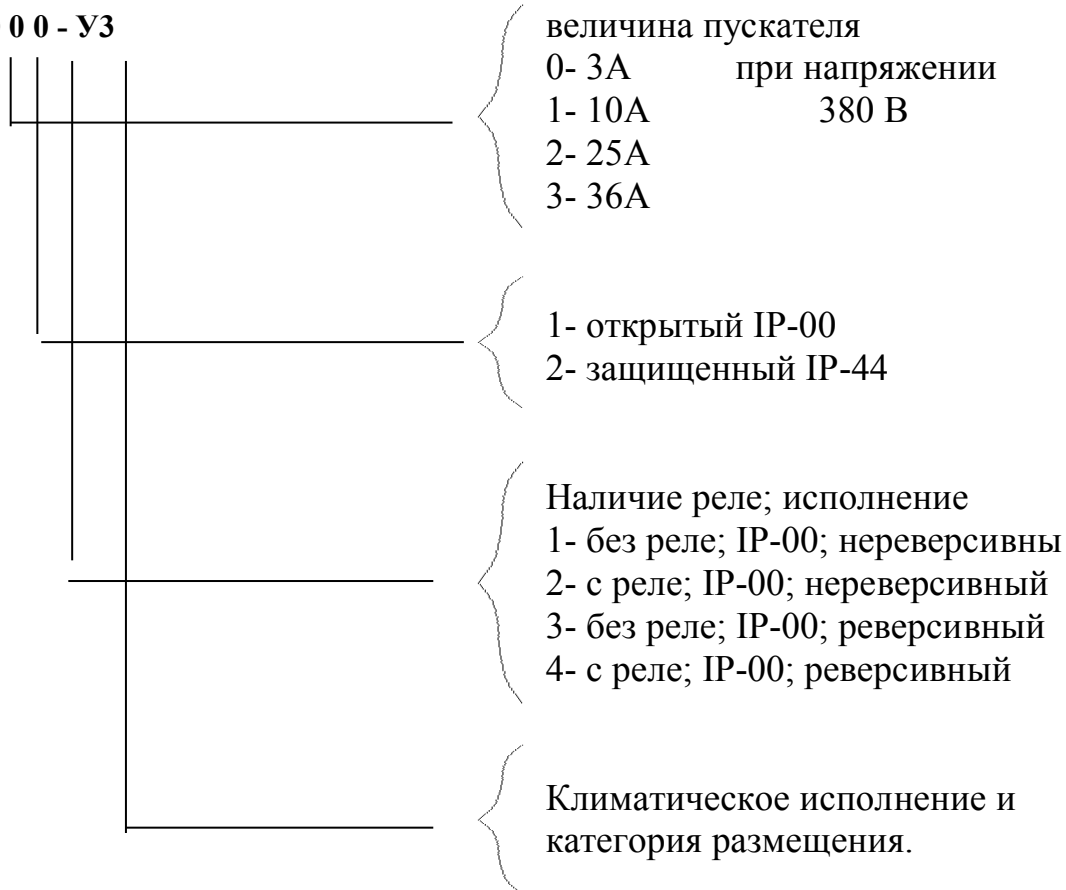 0 0 - У3
величина пускателя
0- 3А при напряжении
1- 10А 380 В
2- 25А
3- 36А
1- открытый IP-00
2- защищенный IP-44
Наличие реле; исполнение
1- без реле; IP-00; нереверсивны
2- с реле; IP-00; нереверсивный
3- без реле; IP-00; реверсивный
4- с реле; IP-00; реверсивный
Климатическое исполнение и
категория размещения.